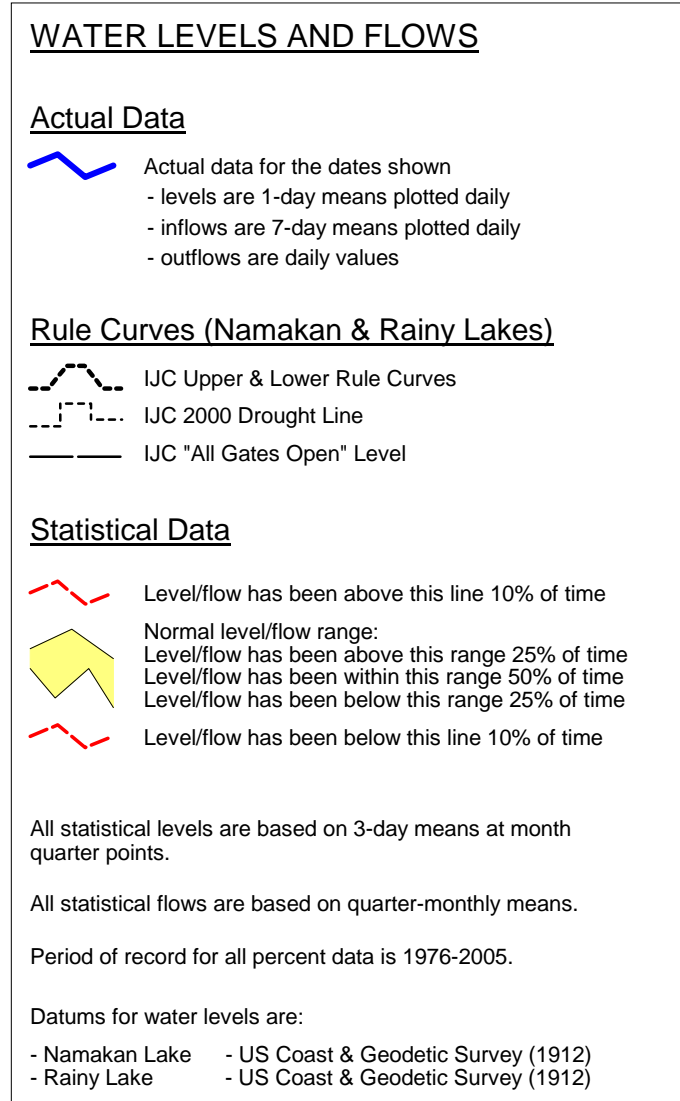 WATER LEVELS AND FLOWS
Actual Data
Actual data for the dates shown
- levels are 1-day means plotted daily
- inflows are 7-day means plotted daily
- outflows are daily values
Rule Curves (Namakan & Rainy Lakes)
IJC Upper & Lower Rule Curves
IJC 2000 Drought Line
IJC "All Gates Open" Level
Statistical Data
Level/flow has been above this line 10% of time
Normal level/flow range:
Level/flow has been above this range 25% of time
Level/flow has been within this range 50% of time
Level/flow has been below this range 25% of time
Level/flow has been below this line 10% of time
All statistical levels are based on 3-day means at month
quarter points.
All statistical flows are based on quarter-monthly means.
Period of record for all percent data is 1976-2005.
Datums for water levels are:
- Namakan Lake - US Coast & Geodetic Survey (1912)
- Rainy Lake - US Coast & Geodetic Survey (1912)